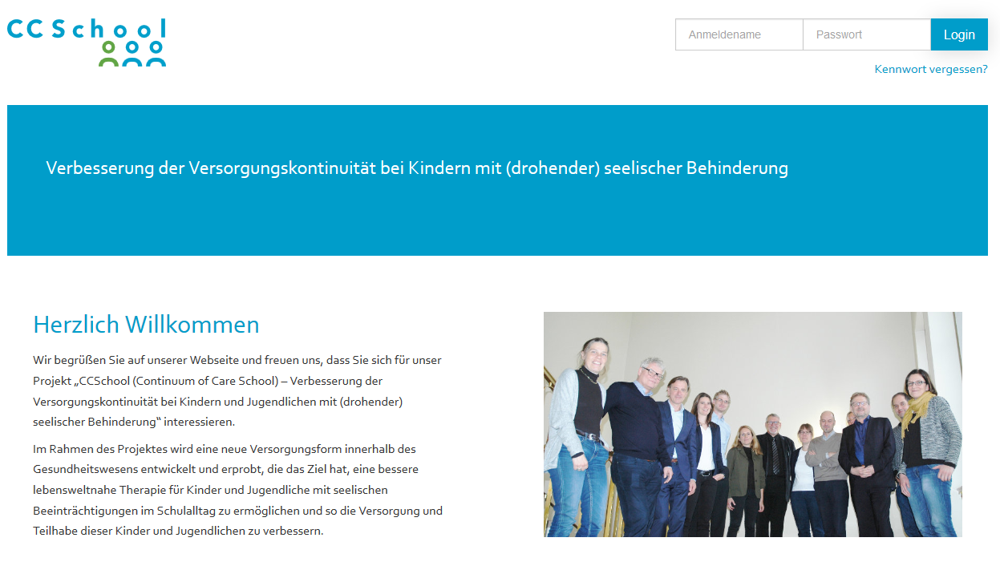 CCSchool
Anmeldename
Passwort
Login
Kennwort vergessen?
Verbesserung der Versorgungskontinuität bei Kindern mit (drohender) seelischer Behinderung
Herzlich Willkommen
Wir begrüßen Sie auf unserer Webseite und freuen uns, dass Sie sich für unser
Projekt „CCSchool (Continuum of Care School) – Verbesserung der
Versorgungskontinuität bei Kindern und Jugendlichen mit (drohender)
seelischer Behinderung“ interessieren.
Im Rahmen des Projektes wird eine neue Versorgungsform innerhalb des
Gesundheitswesens entwickelt und erprobt, die das Ziel hat, eine bessere
lebensweltnahe Therapie für Kinder und Jugendliche mit seelischen
Beeinträchtigungen im Schulalltag zu ermöglichen und so die Versorgung und
Teilhabe dieser Kinder und Jugendlichen zu verbessern.